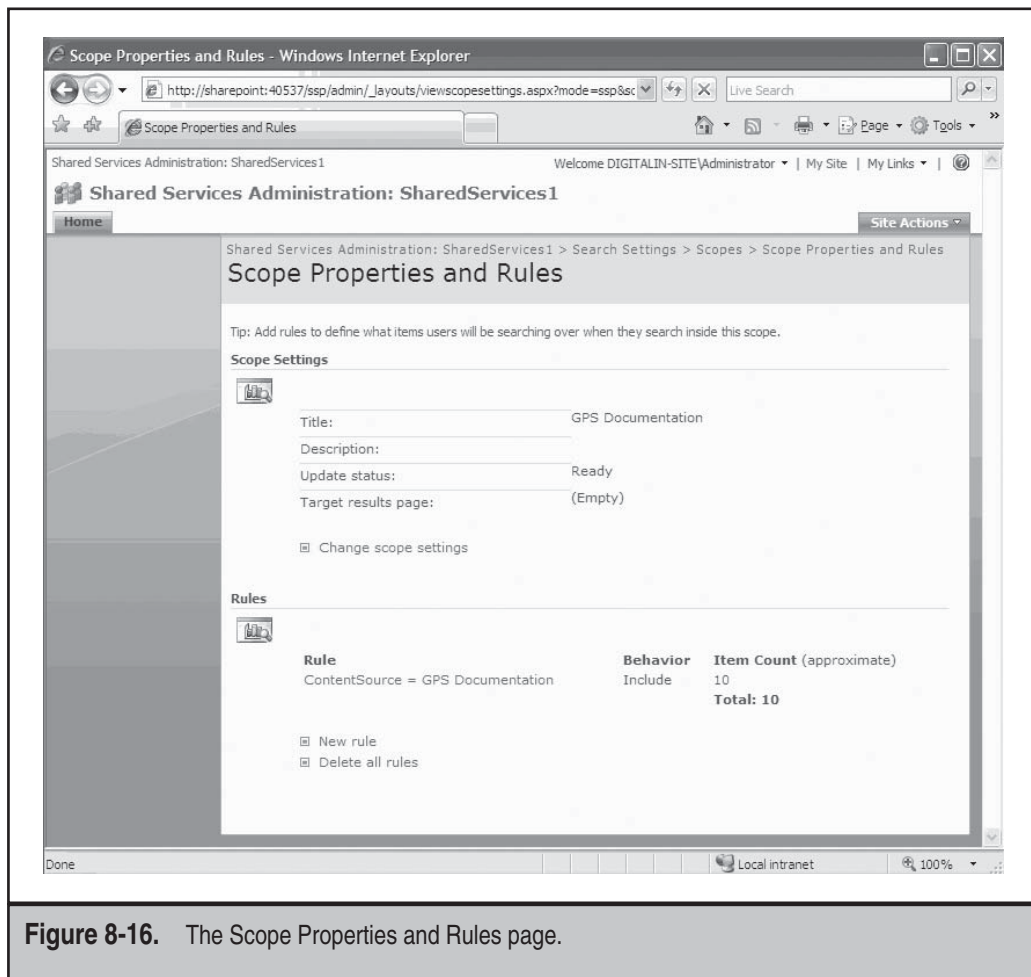 Scope Properties and Rules - Windows Internet Explorer
http://sharepoint:40537/ssp/admin/_layouts/viewscopesettings.aspx?mode=ssp&sc
Live Search
Scope Properties and Rules
Page
Tools
Shared Services Administration: SharedServices1
Welcome DIGITALIN-SITE\Administrator | My Site | My Links |
Shared Services Administration: SharedServices1
Home
Site Actions
Shared Services Administration: SharedServices1 > Search Settings > Scopes > Scope Properties and Rules
Scope Properties and Rules
Tip: Add rules to define what items users will be searching over when they search inside this scope.
Scope Settings
Title: GPS Documentation
Description:
Update status: Ready
Target results page: (Empty)
Change scope settings
Rules
Rule Behavior Item Count (approximate)
ContentSource = GPS Documentation Include 10
Total: 10
New rule
Delete all rules
Done
Local intranet
100%
Figure 8-16. The Scope Properties and Rules page.